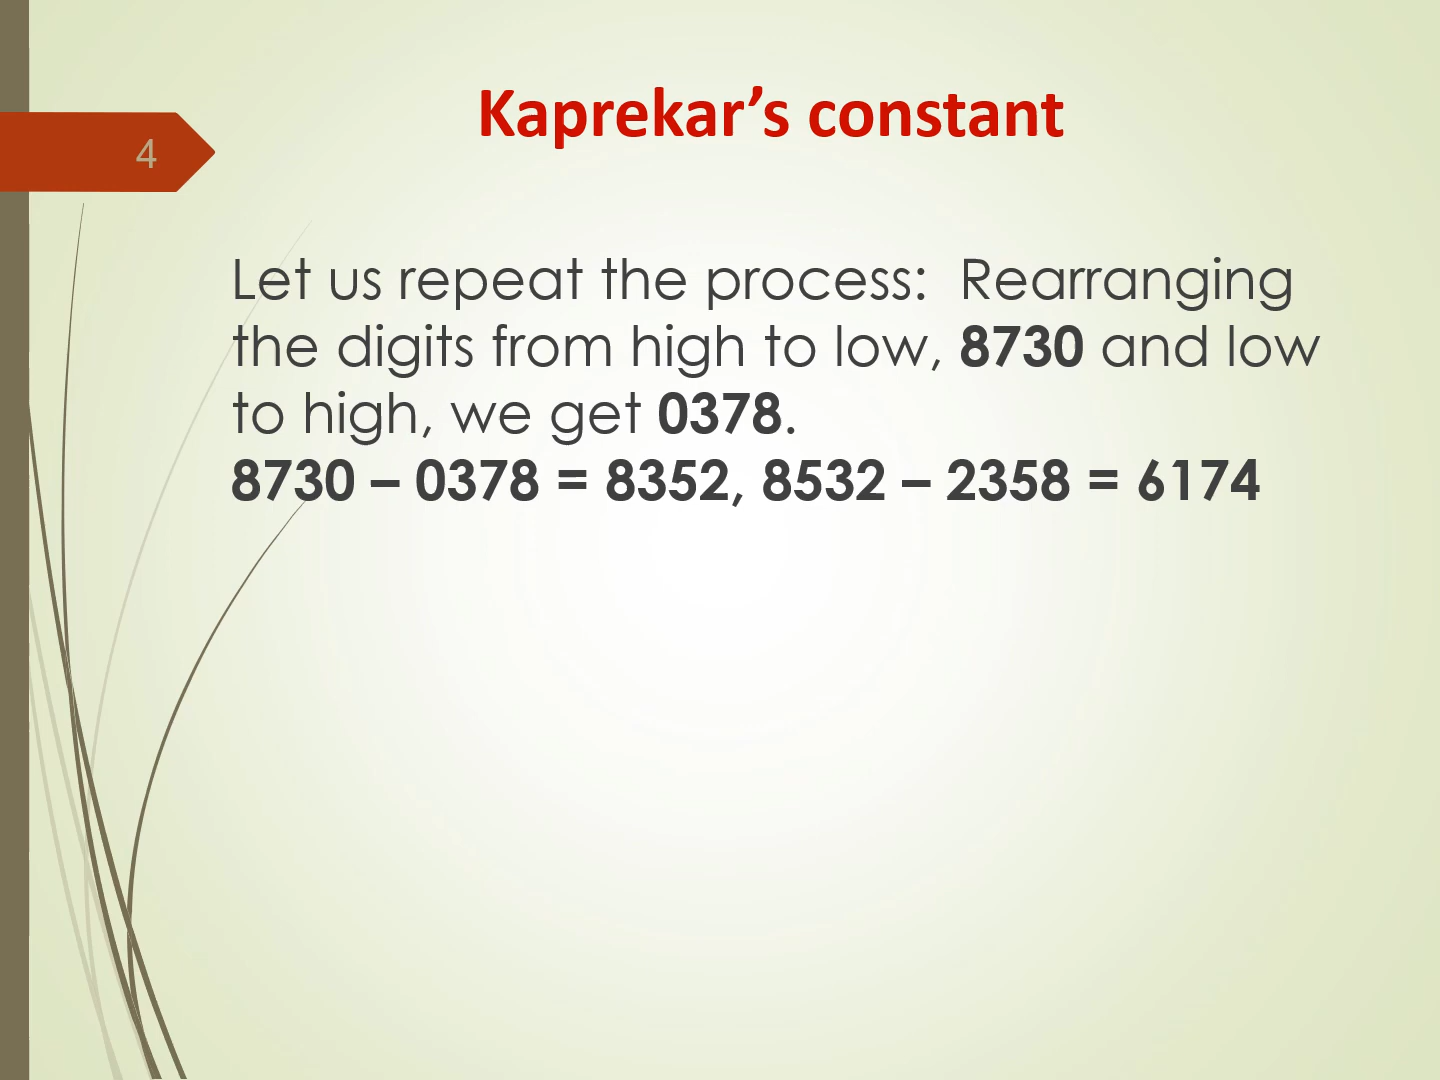 Kaprekar’s constant
4
Let us repeat the process:  Rearranging
the digits from high to low, 8730 and low
to high, we get 0378.
8730 – 0378 = 8352, 8532 – 2358 = 6174